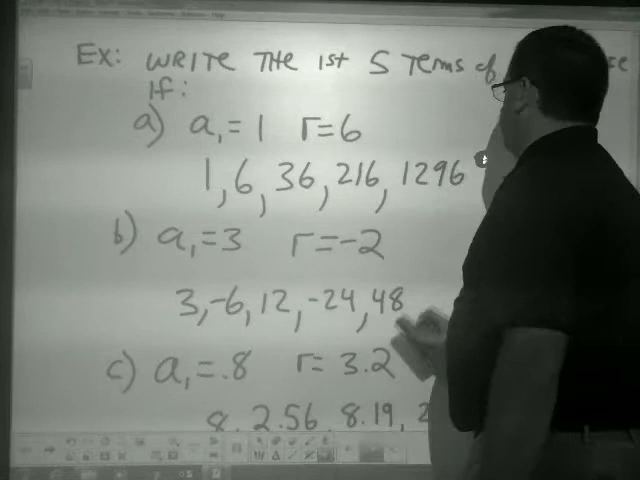 Ex: WRITE THE 1st 5 Terms of
IF:
a) a₁ = 1 r = 6
1, 6, 36, 216, 1296
b) a₁ = 3 r = -2
3, -6, 12, -24, 48
c) a₁ = .8 r = 3.2
.8, 2.56, 8.19, 2